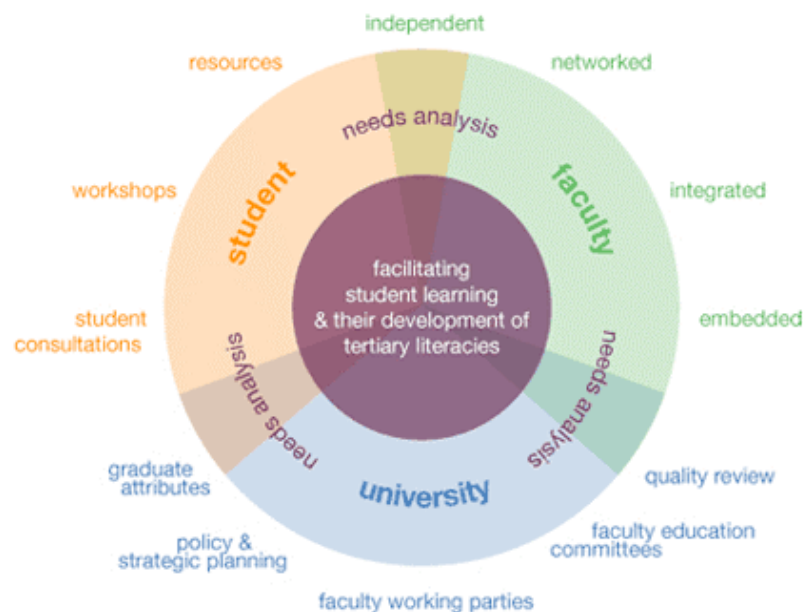 independent
resources
networked
needs analysis
workshops
student
faculty
integrated
facilitating
student learning
& their development of
tertiary literacies
student
consultations
embedded
needs analysis
needs analysis
graduate
attributes
university
quality review
policy &
strategic planning
faculty education
committees
faculty working parties